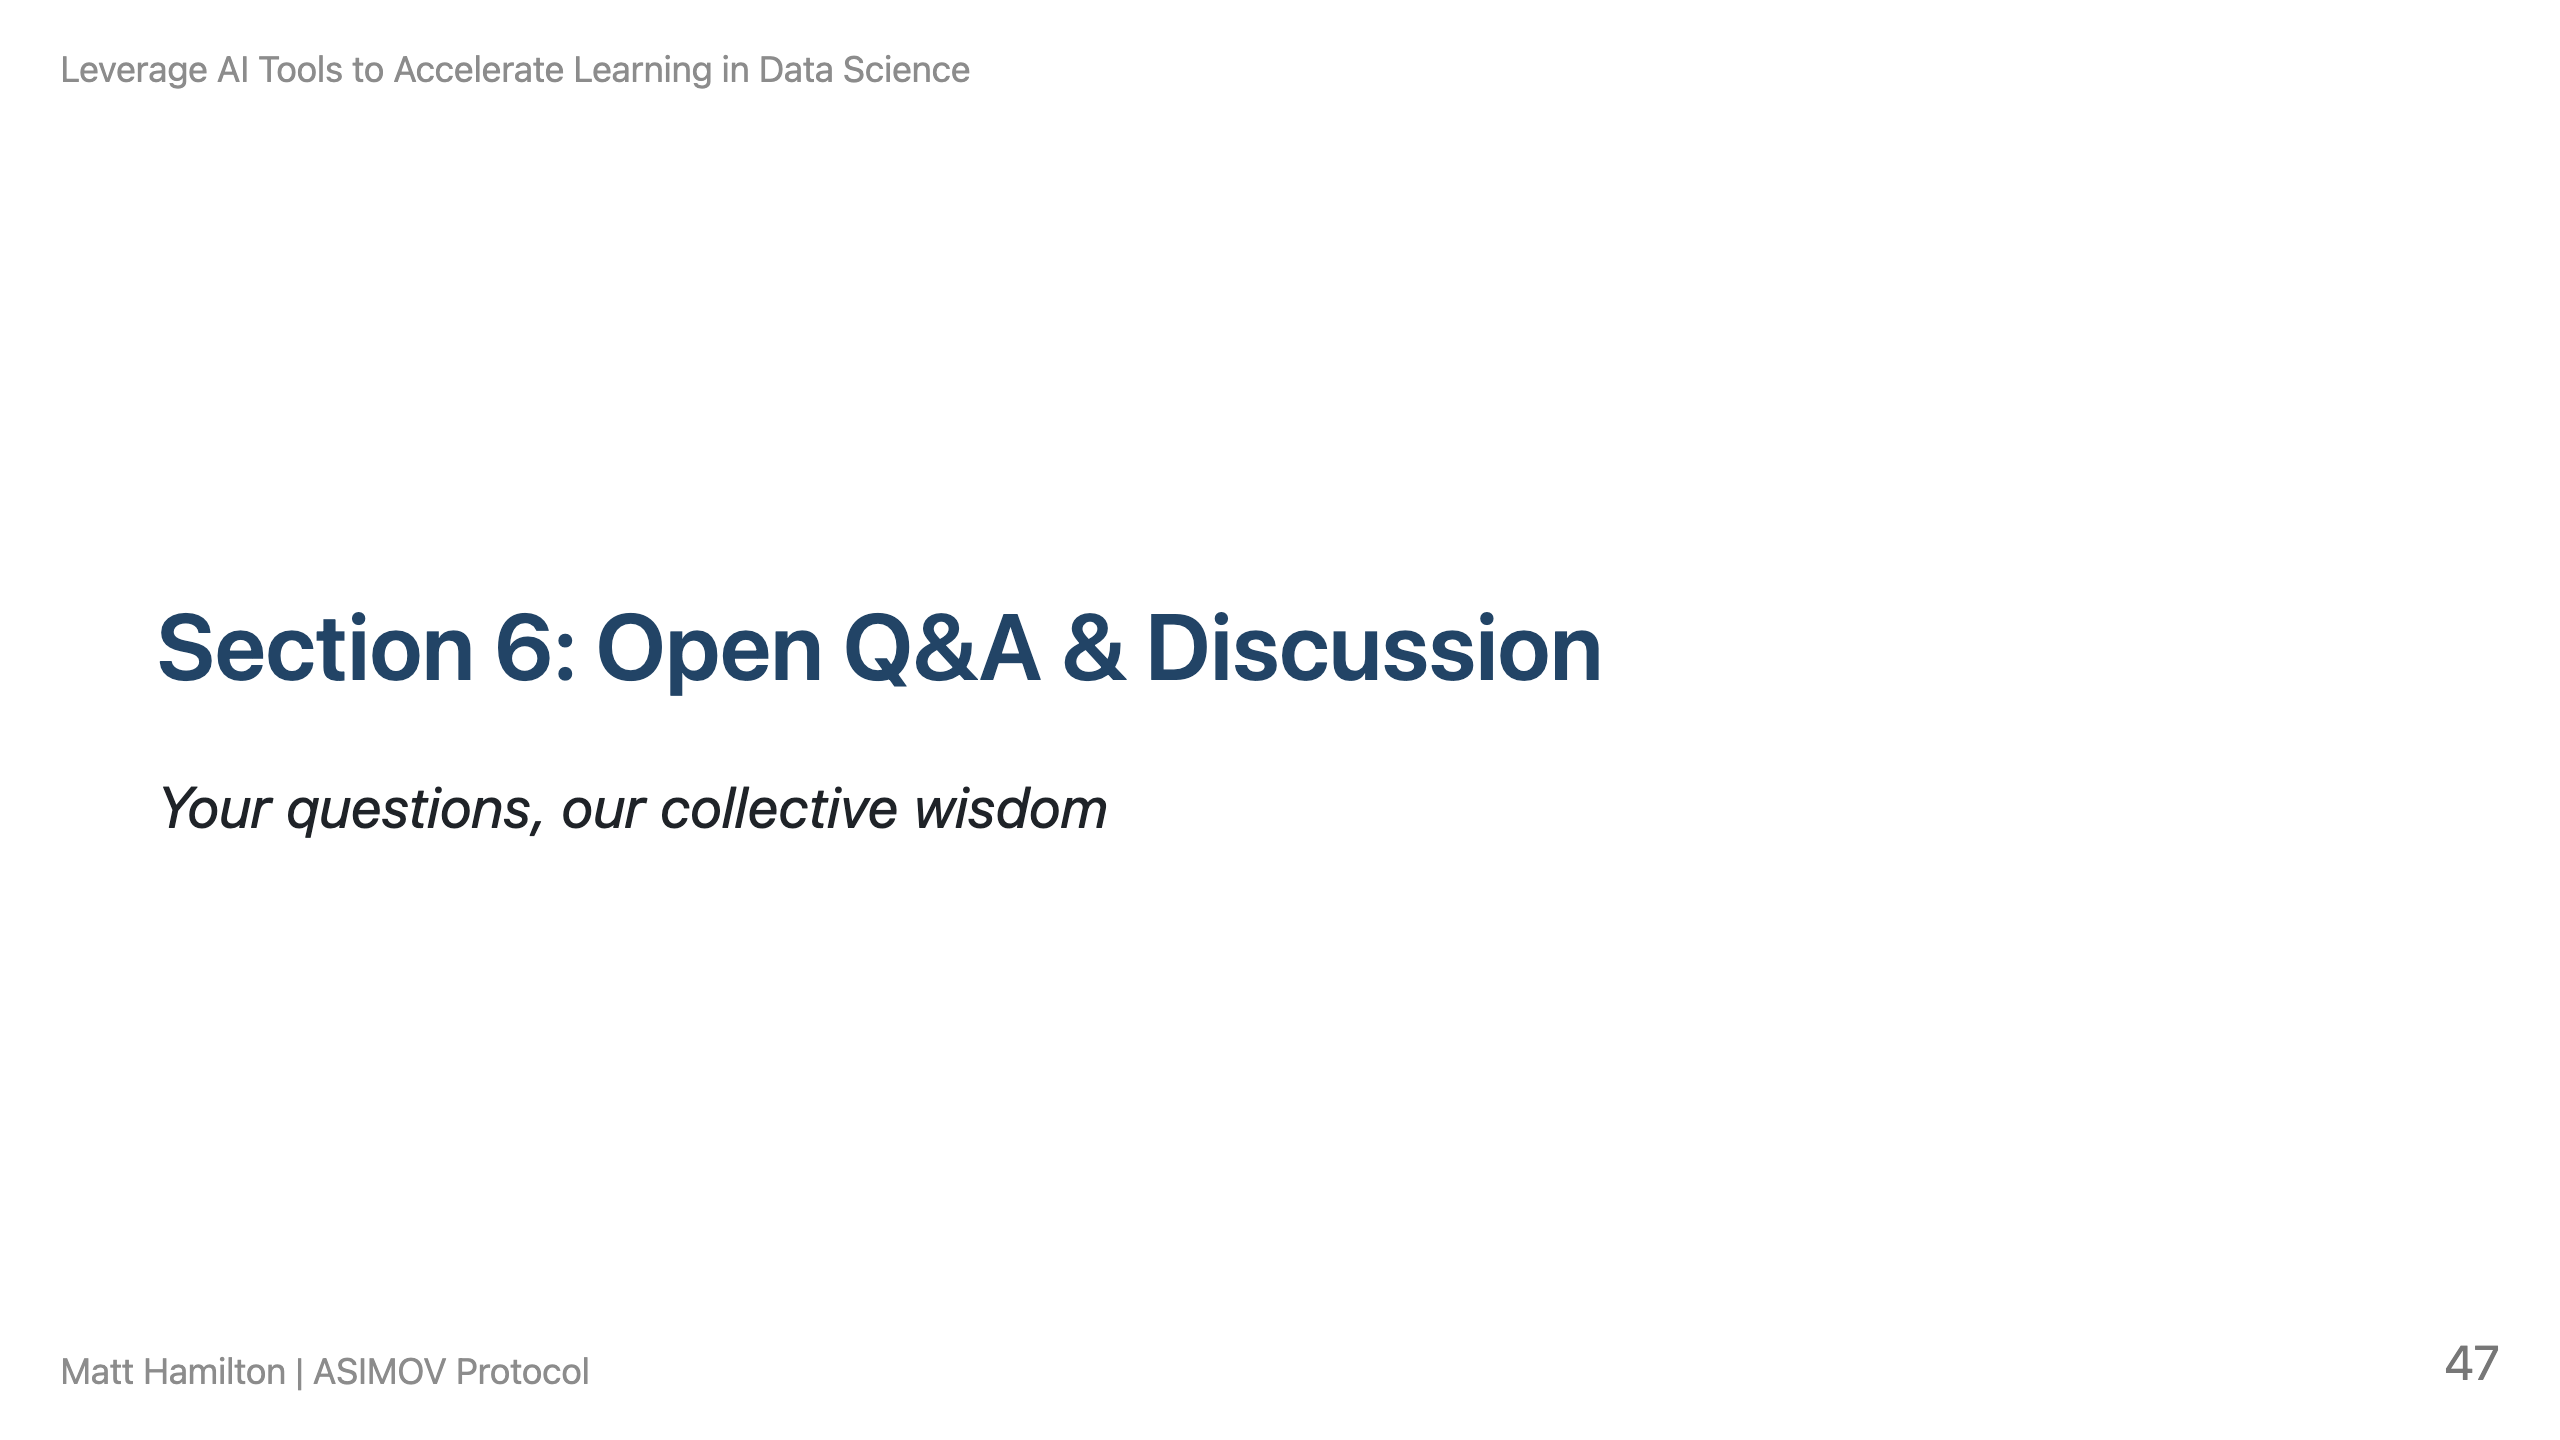 Leverage AI Tools to Accelerate Learning in Data Science
Section 6: Open Q&A & Discussion
Your questions, our collective wisdom
Matt Hamilton | ASIMOV Protocol
47